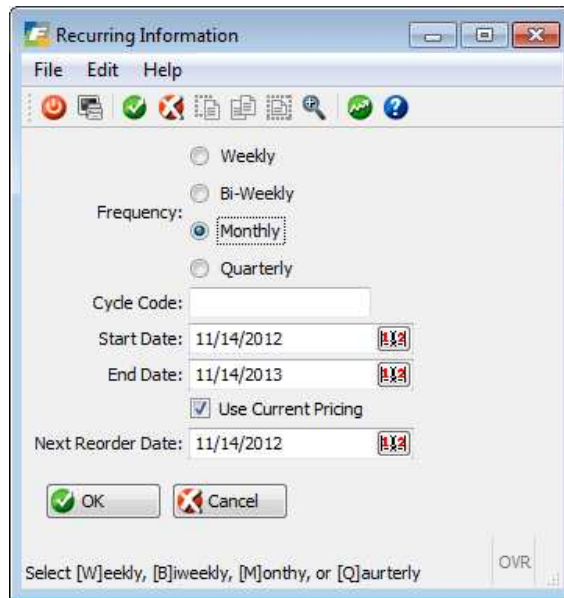 Recurring Information
File Edit Help
Weekly
Bi-Weekly
Frequency:
Monthly
Quarterly
Cycle Code:
Start Date: 11/14/2012
End Date: 11/14/2013
Use Current Pricing
Next Reorder Date: 11/14/2012
OK Cancel
Select [W]eekly, [B]iweekly, [M]onthy, or [Q]aurterly
OVR